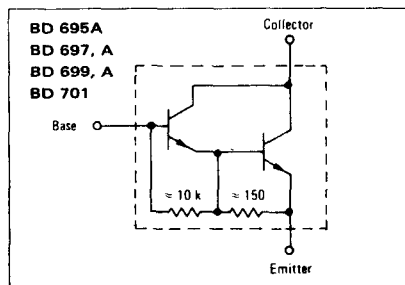 BD 695A
BD 697, A
BD 699, A
BD 701
Collector
Base
≈ 10 k
≈ 150
Emitter